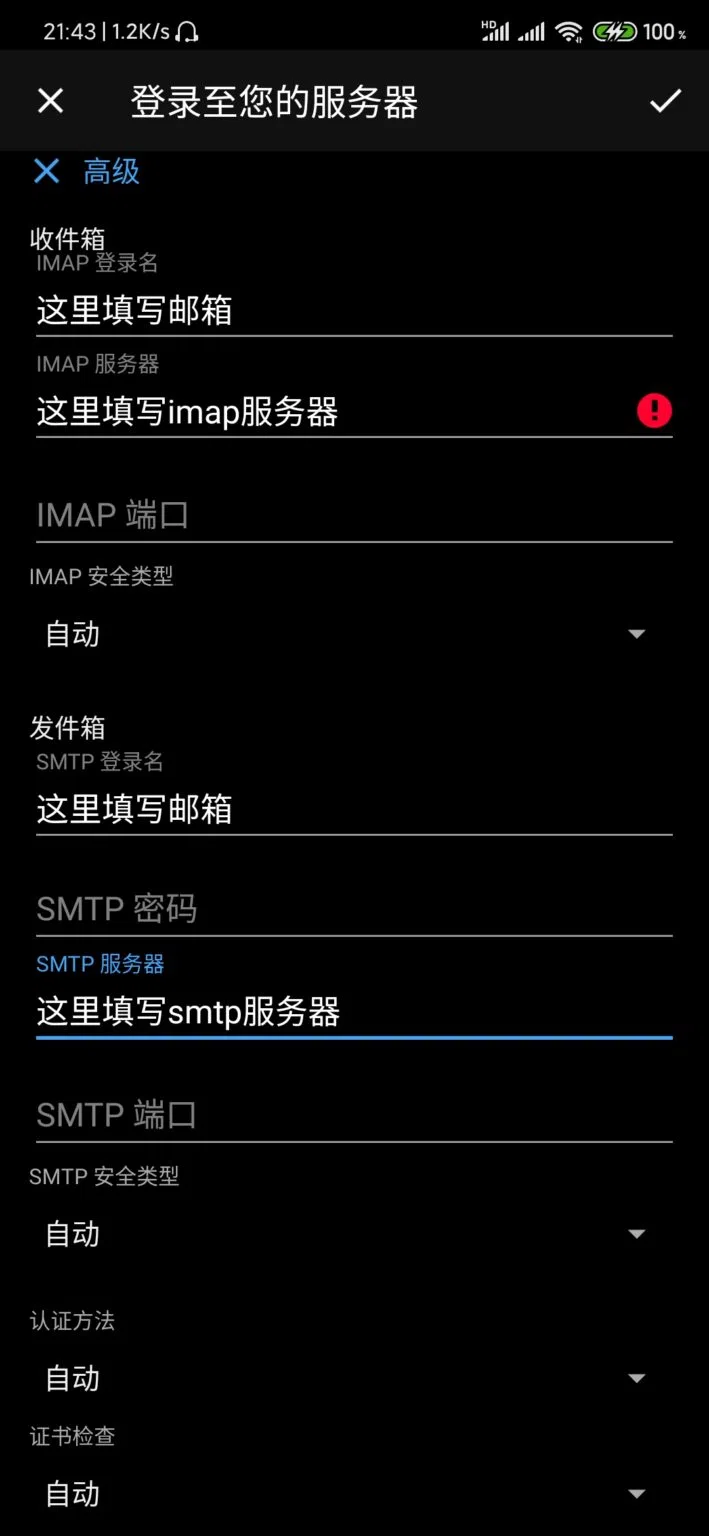 21:43 | 1.2K/s HD 100 %
登录至您的服务器
高级
收件箱
IMAP 登录名
这里填写邮箱
IMAP 服务器
这里填写imap服务器
IMAP 端口
IMAP 安全类型
自动
发件箱
SMTP 登录名
这里填写邮箱
SMTP 密码
SMTP 服务器
这里填写smtp服务器
SMTP 端口
SMTP 安全类型
自动
认证方法
自动
证书检查
自动